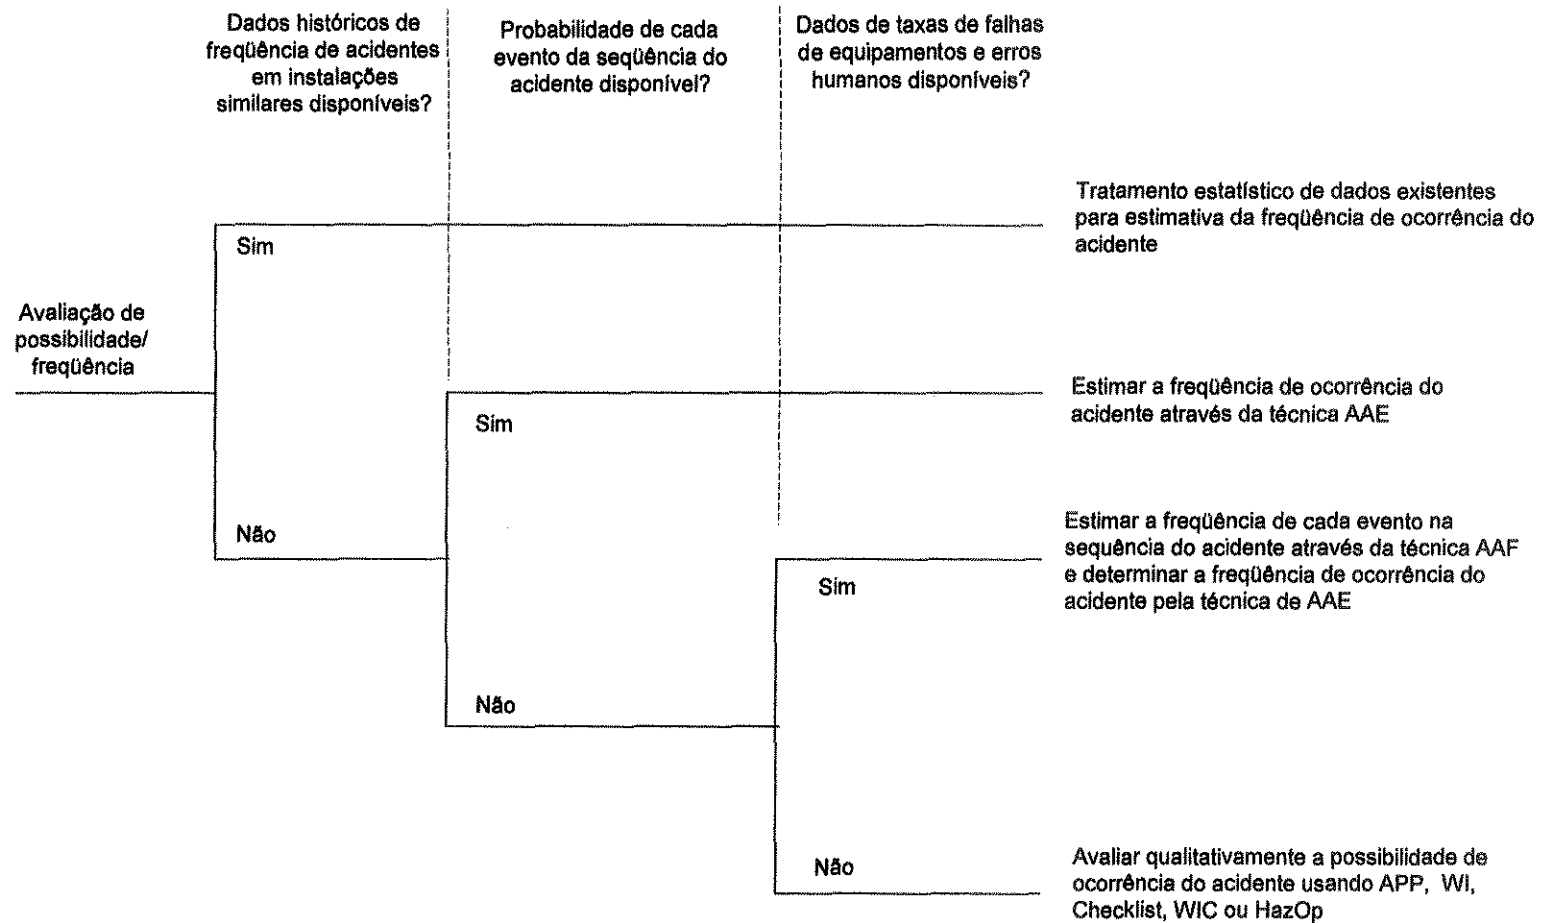 Dados históricos de
freqüência de acidentes
em instalações
similares disponíveis?
Probabilidade de cada
evento da seqüência do
acidente disponível?
Dados de taxas de falhas
de equipamentos e erros
humanos disponíveis?
Tratamento estatístico de dados existentes
para estimativa da freqüência de ocorrência do
acidente
Sim
Avaliação de
possibilidade/
freqüência
Estimar a freqüência de ocorrência do
acidente através da técnica AAE
Sim
Não
Estimar a freqüência de cada evento na
sequência do acidente através da técnica AAF
e determinar a freqüência de ocorrência do
acidente pela técnica de AAE
Sim
Não
Não
Avaliar qualitativamente a possibilidade de
ocorrência do acidente usando APP, WI,
Checklist, WIC ou HazOp